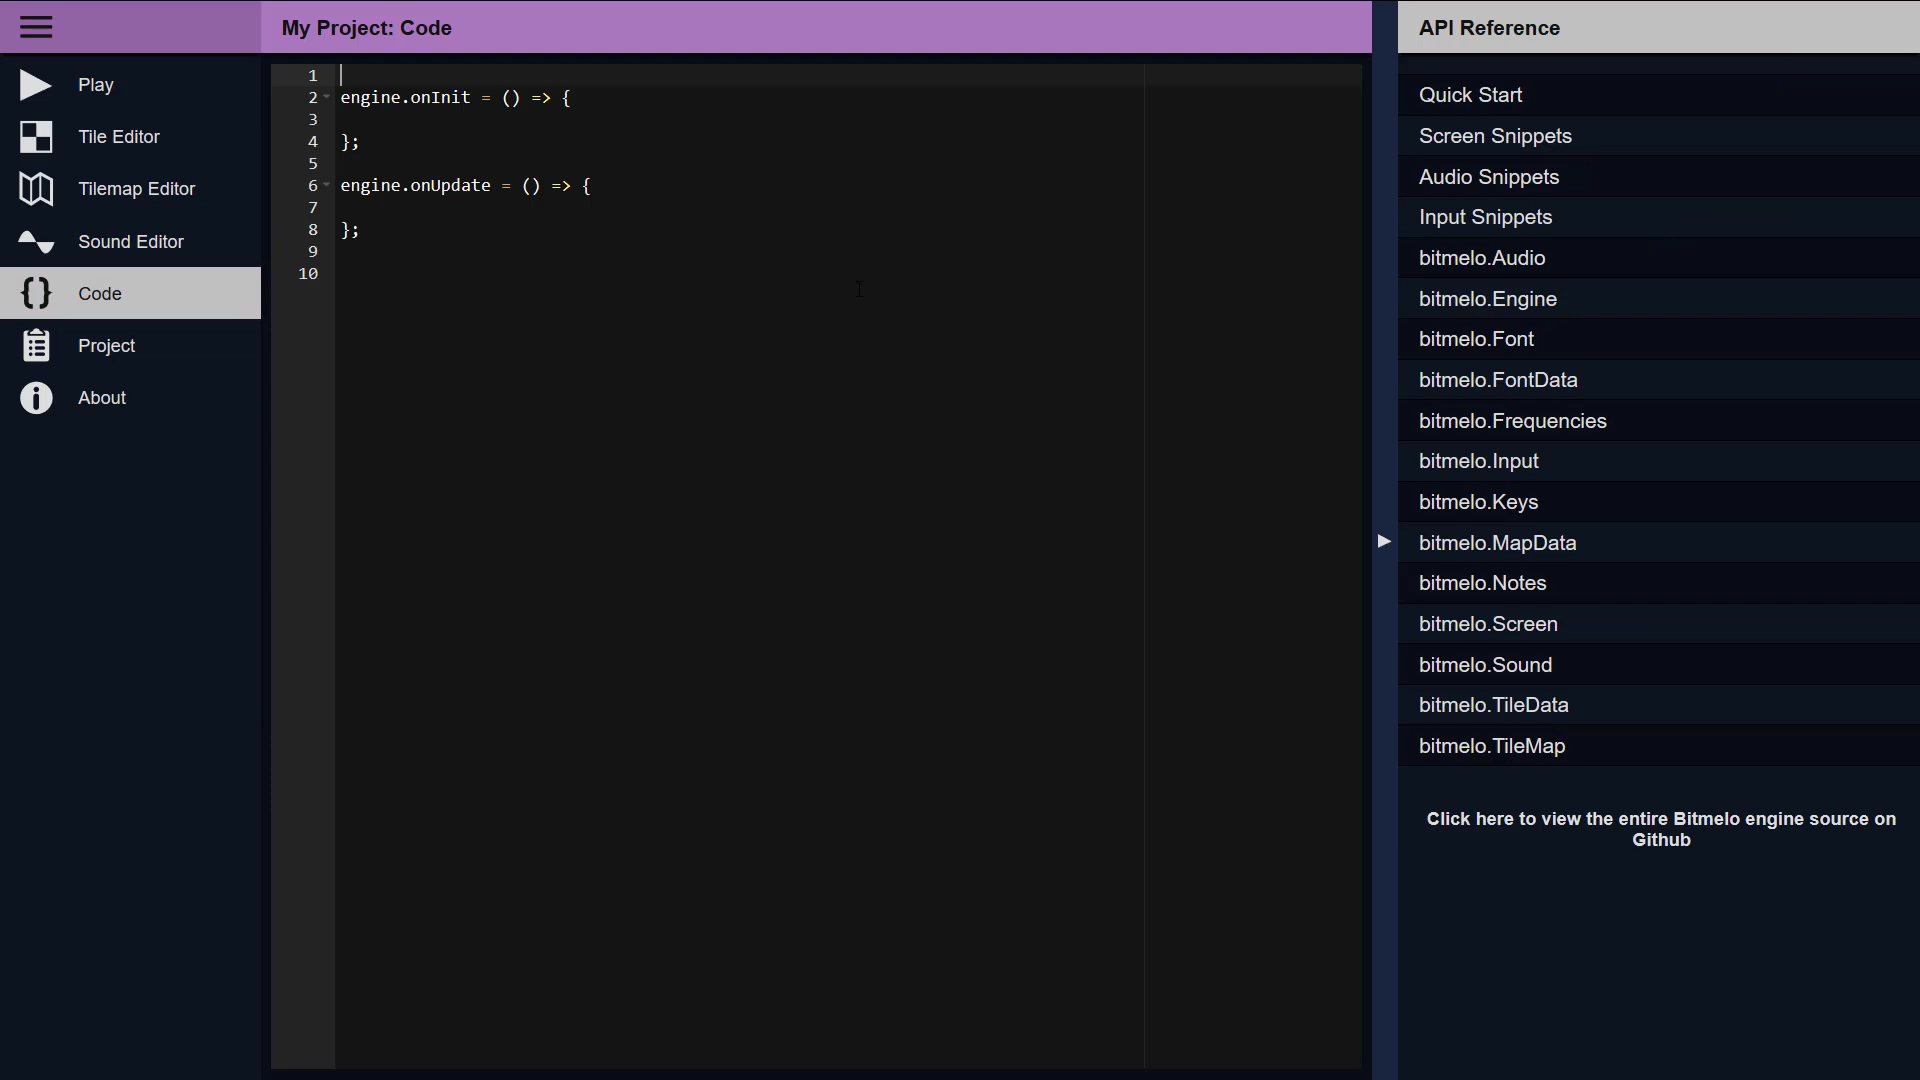 My Project: Code
API Reference
Play
Tile Editor
Tilemap Editor
Sound Editor
Code
Project
About
1
2 engine.onInit = () => {
3
4 };
5
6 engine.onUpdate = () => {
7
8 };
9
10
Quick Start
Screen Snippets
Audio Snippets
Input Snippets
bitmelo.Audio
bitmelo.Engine
bitmelo.Font
bitmelo.FontData
bitmelo.Frequencies
bitmelo.Input
bitmelo.Keys
bitmelo.MapData
bitmelo.Notes
bitmelo.Screen
bitmelo.Sound
bitmelo.TileData
bitmelo.TileMap
Click here to view the entire Bitmelo engine source on
Github